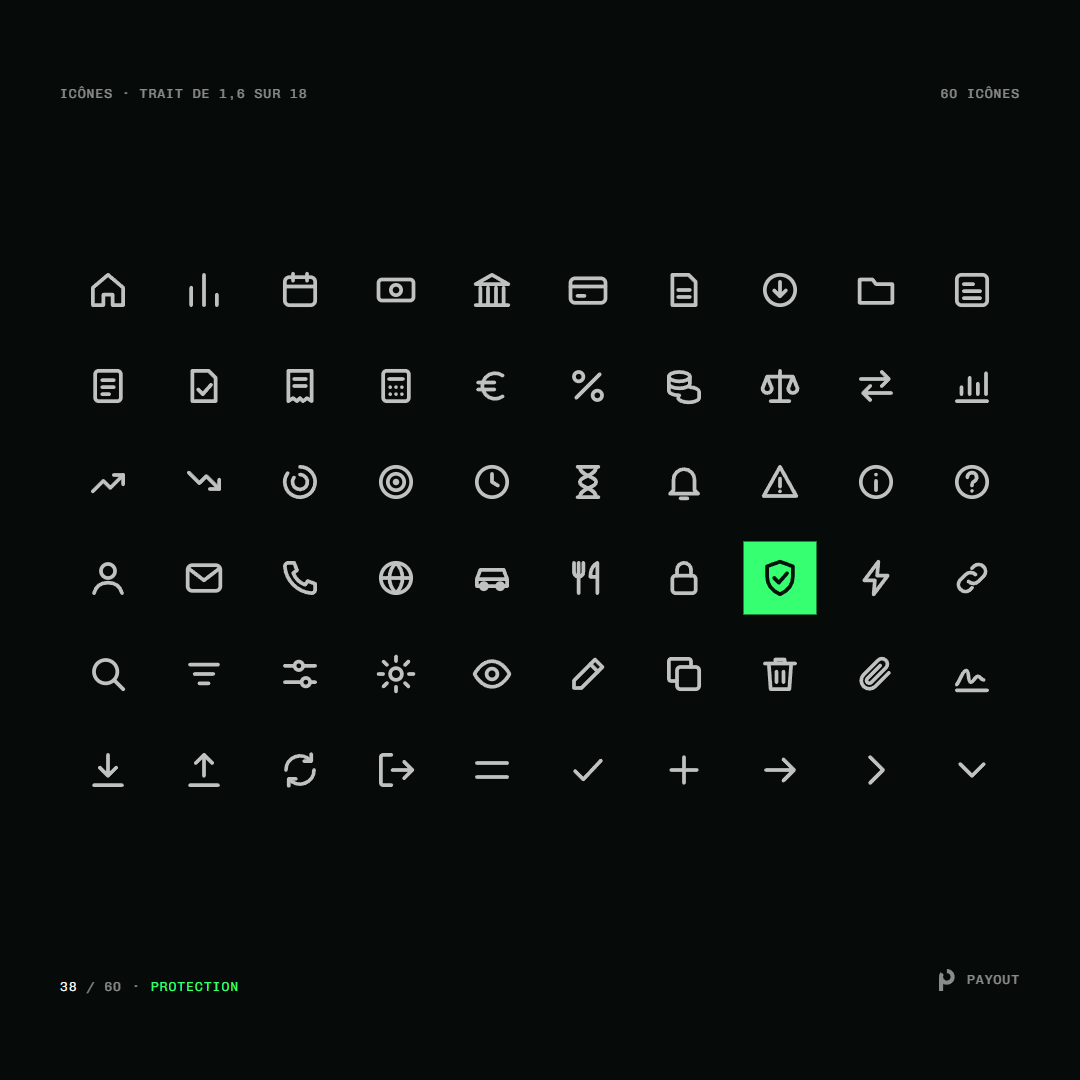 ICÔNES · TRAIT DE 1,6 SUR 18
60 ICÔNES
38 / 60 · PROTECTION
PAYOUT